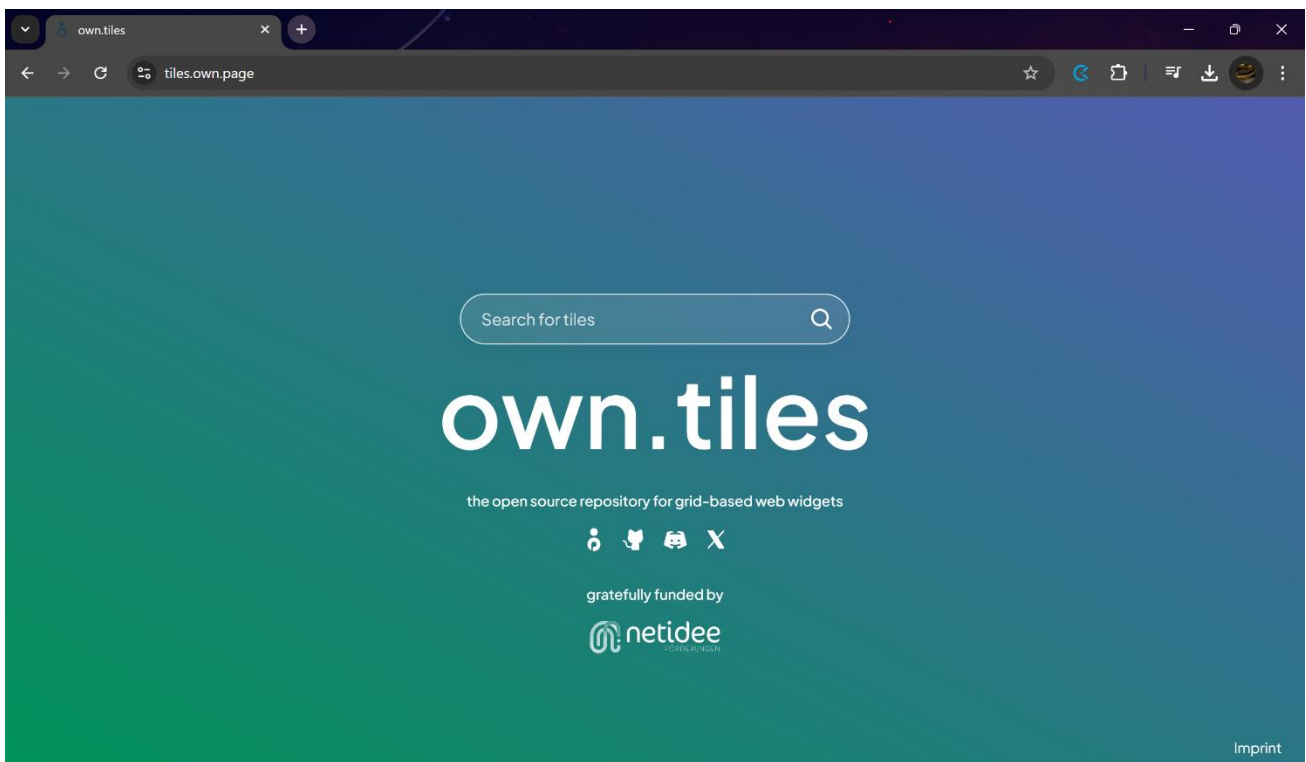 own.tiles
tiles.own.page
Search for tiles
own.tiles
the open source repository for grid-based web widgets
gratefully funded by
netidee
FÖRDERUNGEN
Imprint